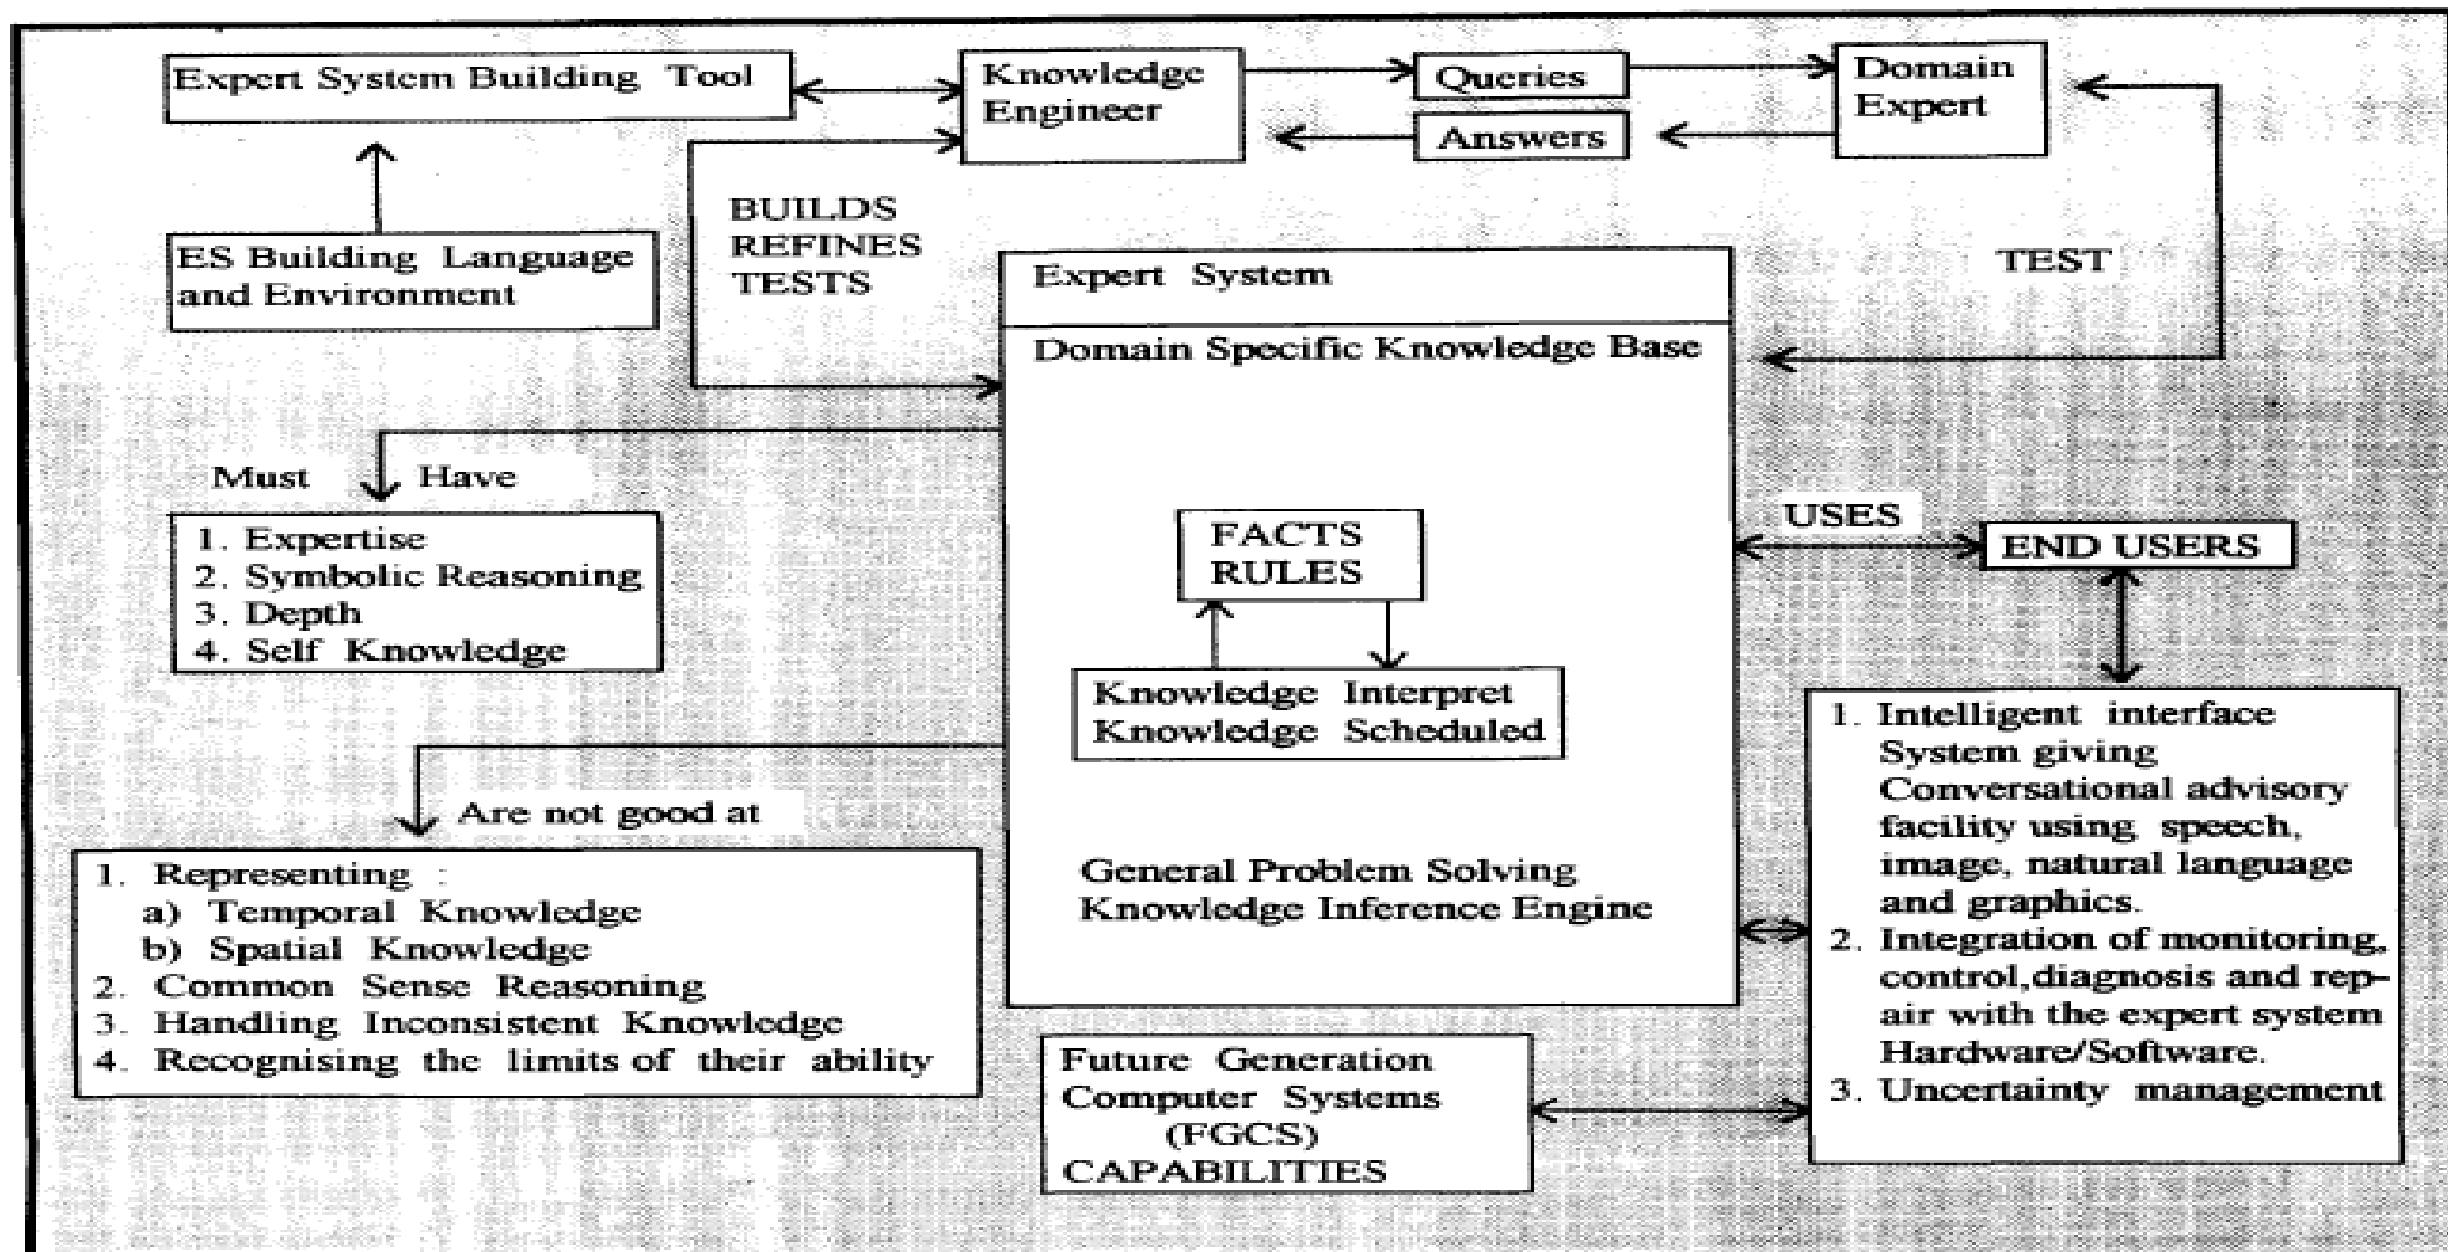 Expert System Building Tool
Knowledge
Engineer
Queries
Answers
Domain
Expert
ES Building Language
and Environment
BUILDS
REFINES
TESTS
TEST
Expert System
Domain Specific Knowledge Base
Must Have
1. Expertise
2. Symbolic Reasoning
3. Depth
4. Self Knowledge
FACTS
RULES
Knowledge Interpret
Knowledge Scheduled
General Problem Solving
Knowledge Inference Engine
USES
END USERS
Are not good at
1. Representing :
a) Temporal Knowledge
b) Spatial Knowledge
2. Common Sense Reasoning
3. Handling Inconsistent Knowledge
4. Recognising the limits of their ability
1. Intelligent interface
System giving
Conversational advisory
facility using speech,
image, natural language
and graphics.
2. Integration of monitoring,
control,diagnosis and rep-
air with the expert system
Hardware/Software.
3. Uncertainty management
Future Generation
Computer Systems
(FGCS)
CAPABILITIES